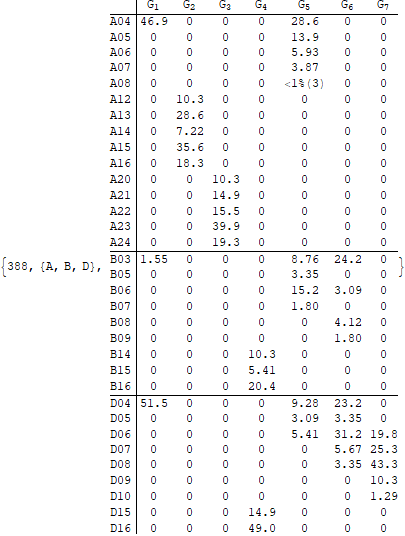 G1 G2 G3 G4 G5 G6 G7
A04 46.9 0 0 0 28.6 0 0
A05 0 0 0 0 13.9 0 0
A06 0 0 0 0 5.93 0 0
A07 0 0 0 0 3.87 0 0
A08 0 0 0 0 <1%(3) 0 0
A12 0 10.3 0 0 0 0 0
A13 0 28.6 0 0 0 0 0
A14 0 7.22 0 0 0 0 0
A15 0 35.6 0 0 0 0 0
A16 0 18.3 0 0 0 0 0
A20 0 0 10.3 0 0 0 0
A21 0 0 14.9 0 0 0 0
A22 0 0 15.5 0 0 0 0
A23 0 0 39.9 0 0 0 0
A24 0 0 19.3 0 0 0 0
{388, {A, B, D}, B03 1.55 0 0 0 8.76 24.2 0 }
B05 0 0 0 0 3.35 0 0
B06 0 0 0 0 15.2 3.09 0
B07 0 0 0 0 1.80 0 0
B08 0 0 0 0 0 4.12 0
B09 0 0 0 0 0 1.80 0
B14 0 0 0 10.3 0 0 0
B15 0 0 0 5.41 0 0 0
B16 0 0 0 20.4 0 0 0
D04 51.5 0 0 0 9.28 23.2 0
D05 0 0 0 0 3.09 3.35 0
D06 0 0 0 0 5.41 31.2 19.8
D07 0 0 0 0 0 5.67 25.3
D08 0 0 0 0 0 3.35 43.3
D09 0 0 0 0 0 0 10.3
D10 0 0 0 0 0 0 1.29
D15 0 0 0 14.9 0 0 0
D16 0 0 0 49.0 0 0 0